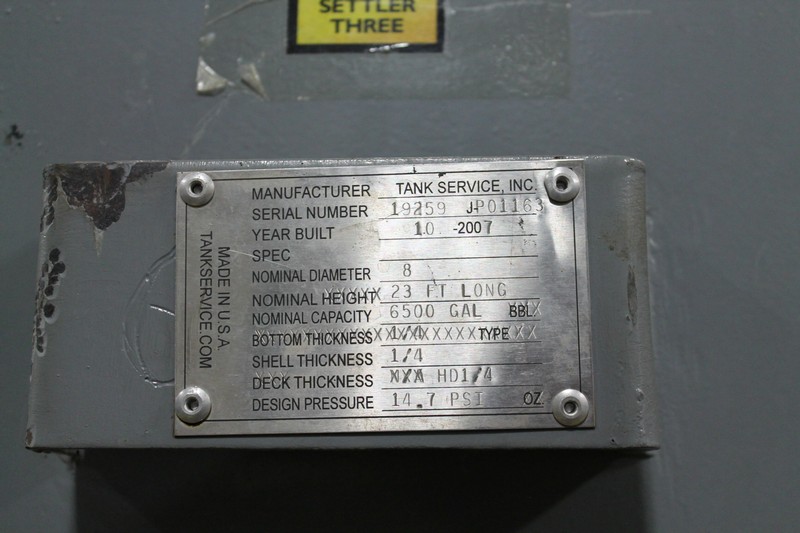 SETTLER
THREE
MANUFACTURER TANK SERVICE, INC.
SERIAL NUMBER 19259 JP01163
YEAR BUILT 10 -2007
SPEC
NOMINAL DIAMETER 8
NOMINAL HEIGHT 23 FT LONG
NOMINAL CAPACITY 6500 GAL BBL
BOTTOM THICKNESS 1/4 TYPE
SHELL THICKNESS 1/4
DECK THICKNESS HD1/4
DESIGN PRESSURE 14.7 PSI OZ.
MADE IN U.S.A.
TANKSERVICE.COM